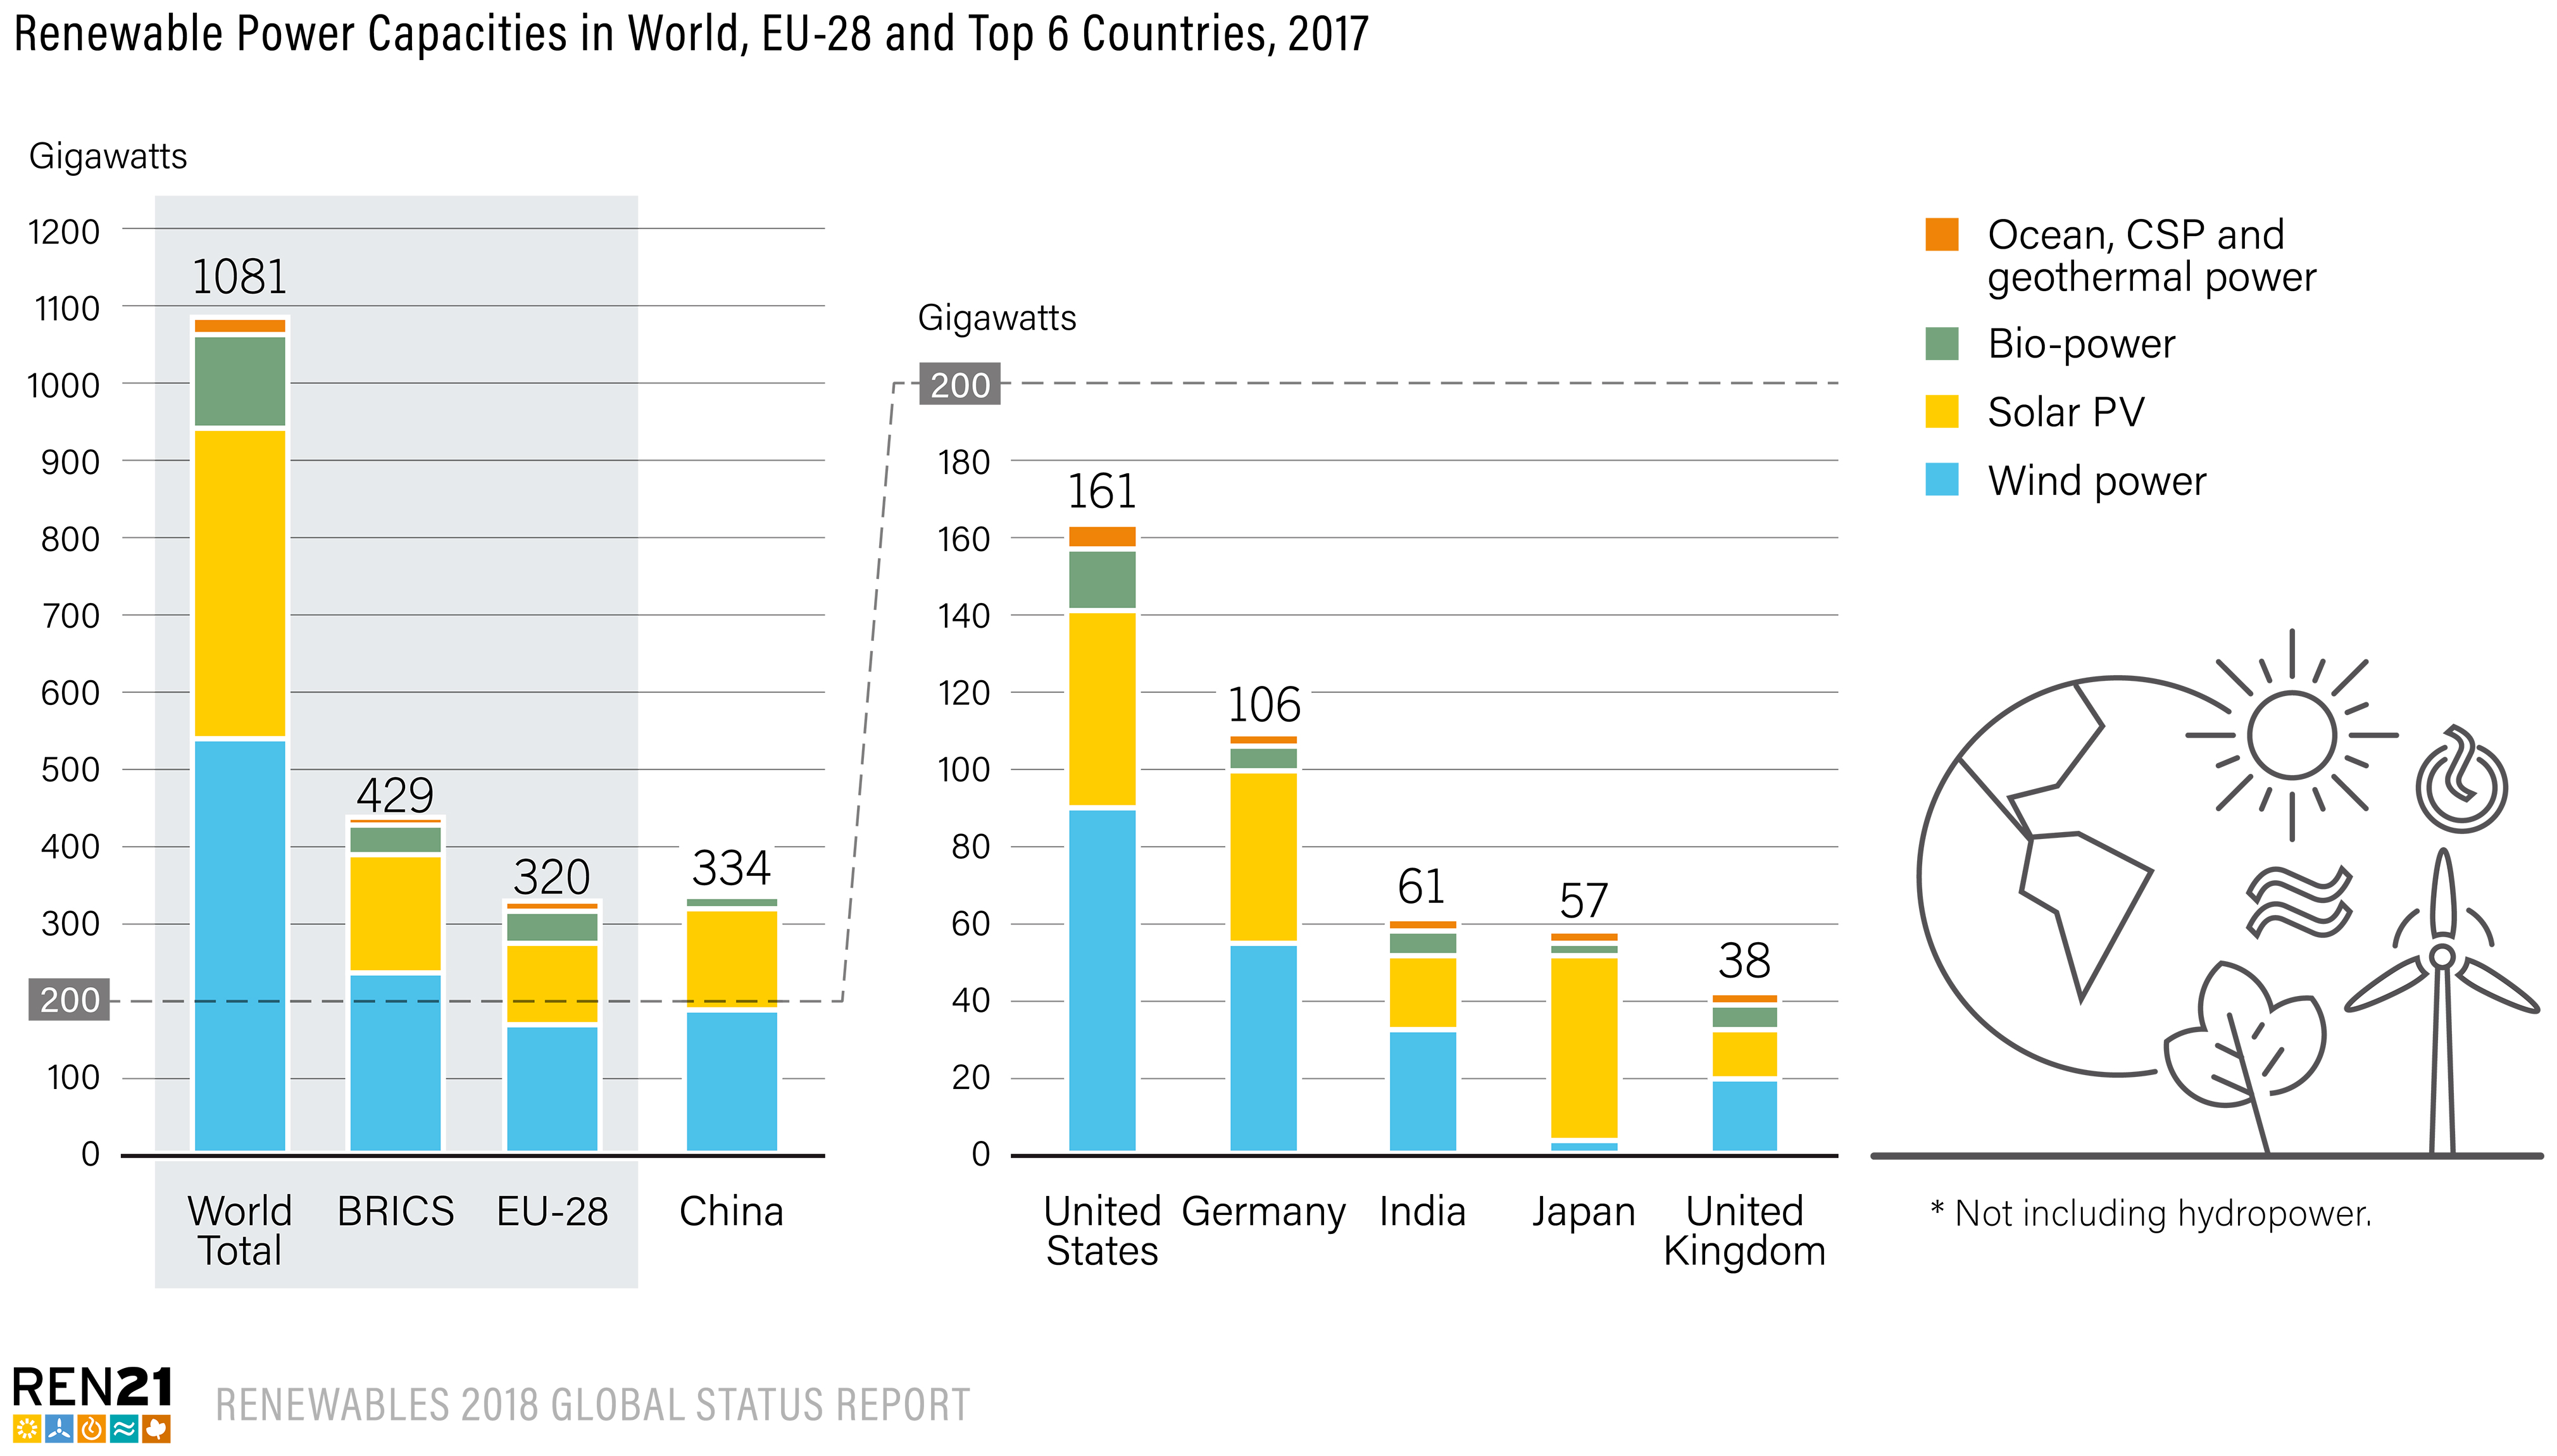 Renewable Power Capacities in World, EU-28 and Top 6 Countries, 2017
Gigawatts
1200
1100
1000
900
800
700
600
500
400
300
200
100
0
1081
429
320
334
World
Total
BRICS
EU-28
China
Gigawatts
200
180
160
140
120
100
80
60
40
20
0
161
106
61
57
38
United
States
Germany
India
Japan
United
Kingdom
Ocean, CSP and
geothermal power
Bio-power
Solar PV
Wind power
* Not including hydropower.
REN21
RENEWABLES 2018 GLOBAL STATUS REPORT